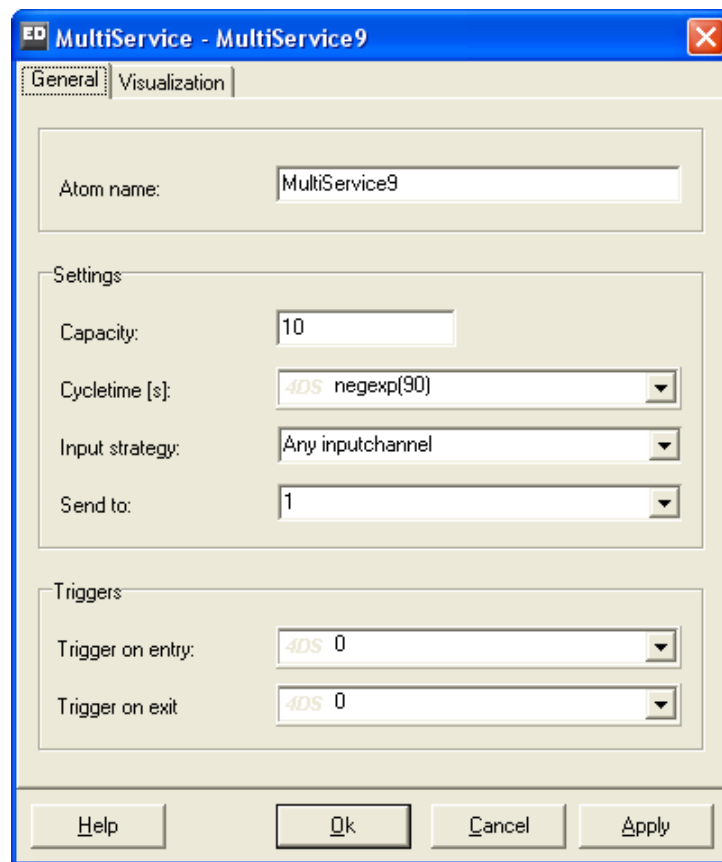 ED MultiService - MultiService9
General Visualization
Atom name: MultiService9
Settings
Capacity: 10
Cycletime [s]: 4DS negexp(90)
Input strategy: Any inputchannel
Send to: 1
Triggers
Trigger on entry: 4DS 0
Trigger on exit 4DS 0
Help Ok Cancel Apply